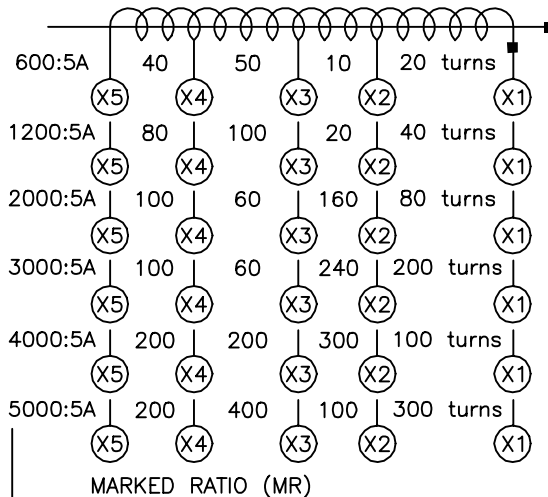 600:5A 40 50 10 20 turns
X5 X4 X3 X2 X1
1200:5A 80 100 20 40 turns
X5 X4 X3 X2 X1
2000:5A 100 60 160 80 turns
X5 X4 X3 X2 X1
3000:5A 100 60 240 200 turns
X5 X4 X3 X2 X1
4000:5A 200 200 300 100 turns
X5 X4 X3 X2 X1
5000:5A 200 400 100 300 turns
X5 X4 X3 X2 X1
MARKED RATIO (MR)